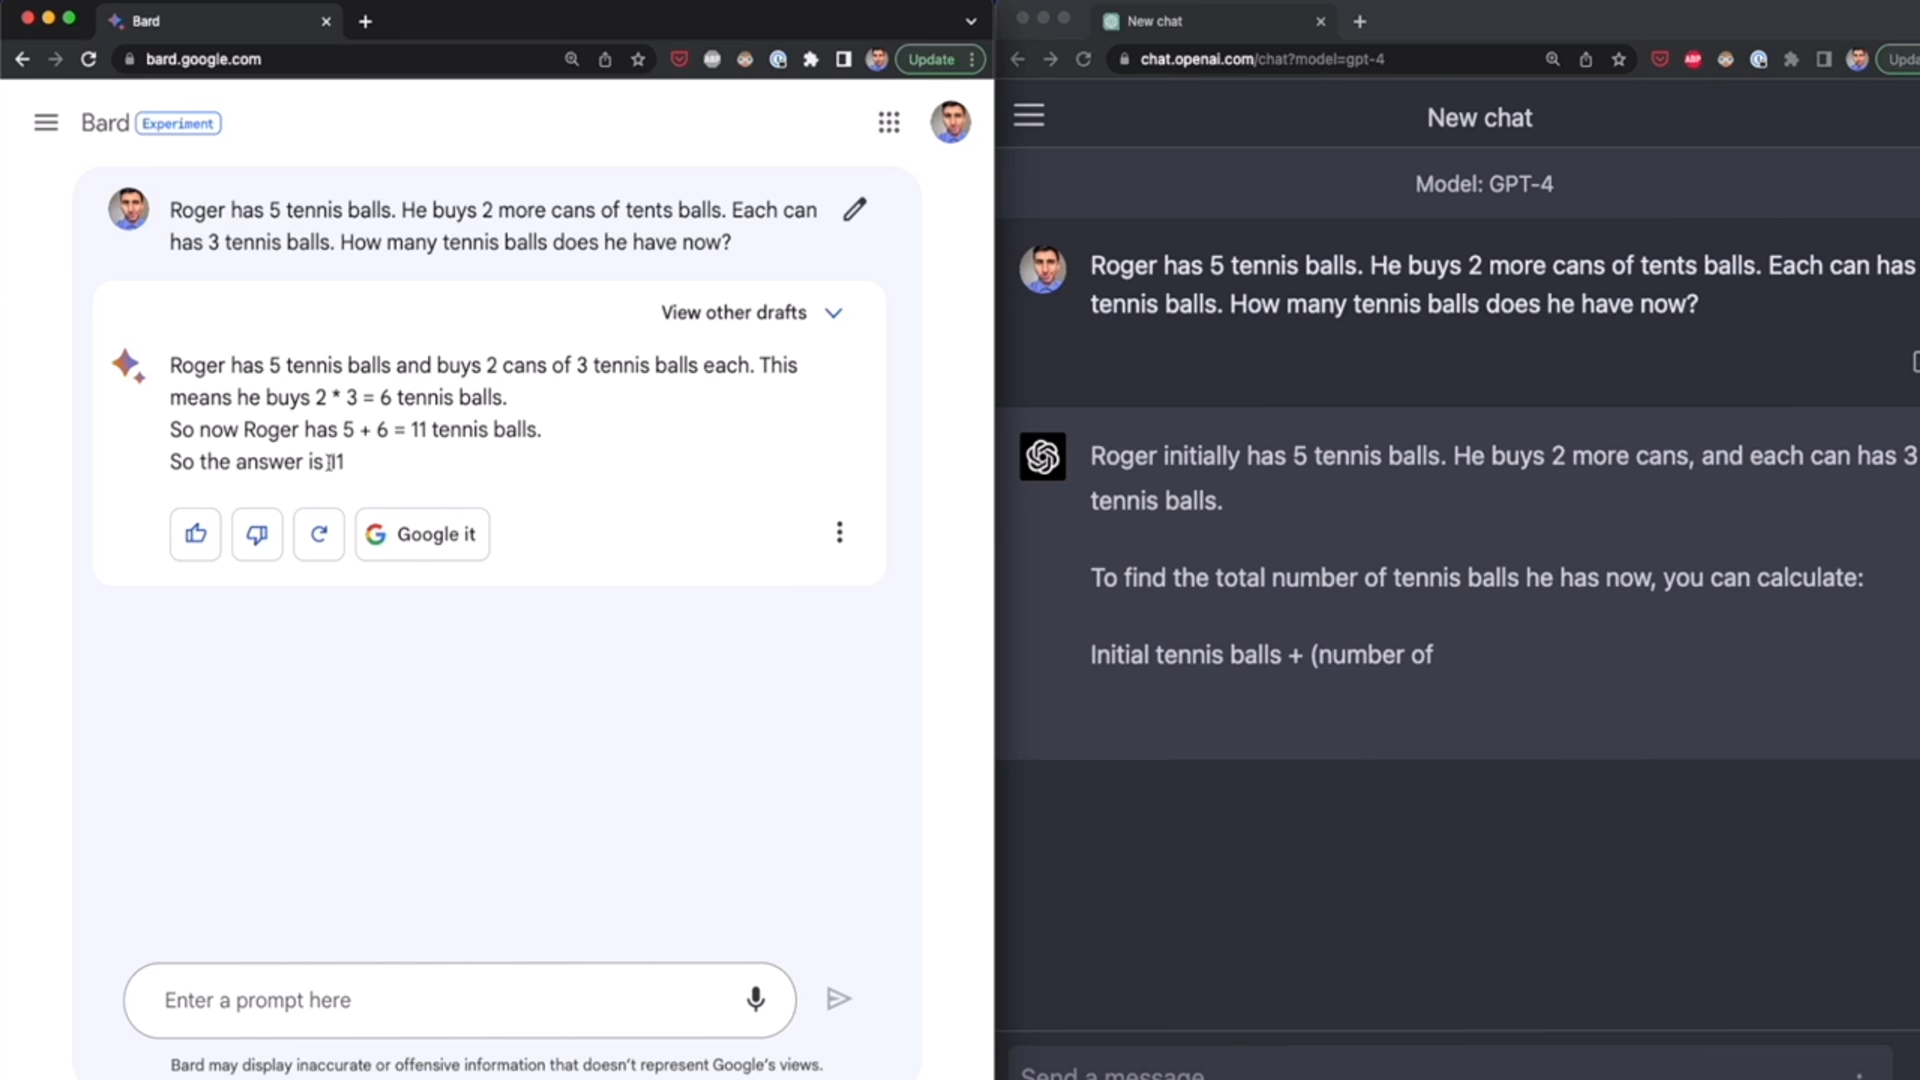 Bard
New chat
bard.google.com
Update
chat.openai.com/chat?model=gpt-4
ABP
Upda
Bard Experiment
Roger has 5 tennis balls. He buys 2 more cans of tents balls. Each can
has 3 tennis balls. How many tennis balls does he have now?
View other drafts
Roger has 5 tennis balls and buys 2 cans of 3 tennis balls each. This
means he buys 2 * 3 = 6 tennis balls.
So now Roger has 5 + 6 = 11 tennis balls.
So the answer is 11
Google it
Enter a prompt here
Bard may display inaccurate or offensive information that doesn't represent Google's views.
New chat
Model: GPT-4
Roger has 5 tennis balls. He buys 2 more cans of tents balls. Each can has
tennis balls. How many tennis balls does he have now?
Roger initially has 5 tennis balls. He buys 2 more cans, and each can has 3
tennis balls.
To find the total number of tennis balls he has now, you can calculate:
Initial tennis balls + (number of
Send a message